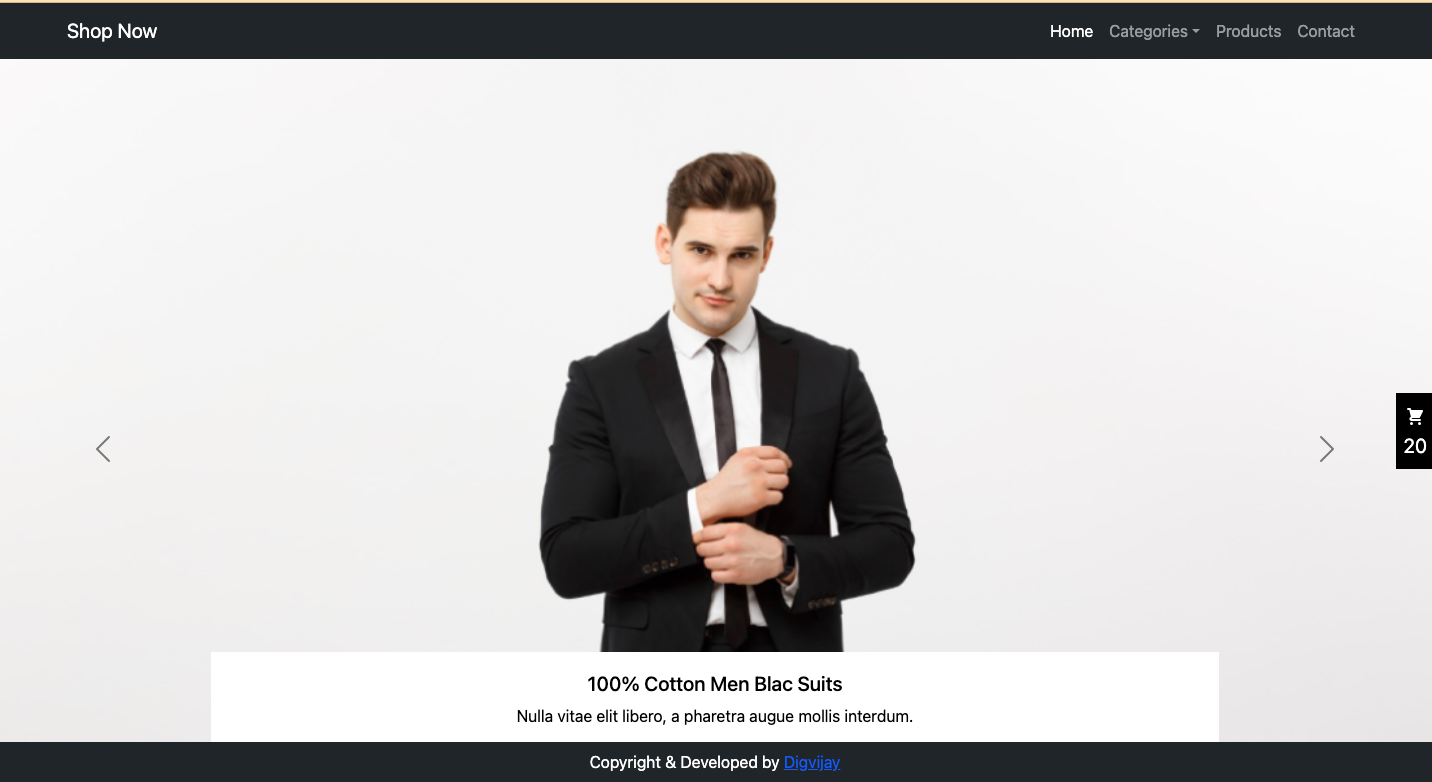 Shop Now
Home Categories Products Contact
20
100% Cotton Men Blac Suits
Nulla vitae elit libero, a pharetra augue mollis interdum.
Copyright & Developed by Digvijay